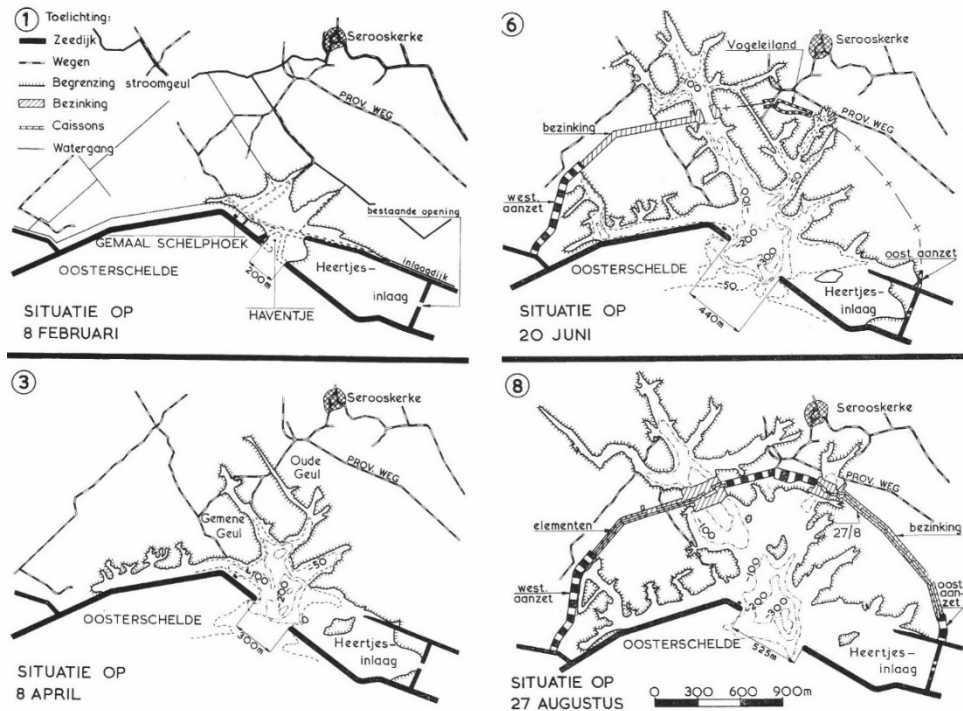 1
Toelichting:
Zeedijk
Wegen
Begrenzing stroomgeul
Bezinking
Caissons
Watergang
Serooskerke
PROV. WEG
bestaande opening
GEMAAL SCHELPHOEK
OOSTERSCHELDE
200m
Heertjes-
inlaag
inlaagdijk
HAVENTJE
SITUATIE OP
8 FEBRUARI
6
Vogeleiland
Serooskerke
PROV. WEG
bezinking
100
50
west.
aanzet
100
200
300
50
440m
oost. aanzet
OOSTERSCHELDE
Heertjes-
inlaag
SITUATIE OP
20 JUNI
3
Serooskerke
Oude
Geul
PROV. WEG
Gemene
Geul
100
200
50
300m
OOSTERSCHELDE
Heertjes-
inlaag
SITUATIE OP
8 APRIL
8
Serooskerke
PROV. WEG
elementen
100
27/8
bezinking
100
200
300
west.
aanzet
oost.
aan-
zet
OOSTERSCHELDE
525m
Heertjes-
inlaag
SITUATIE OP
27 AUGUSTUS
0 300 600 900m